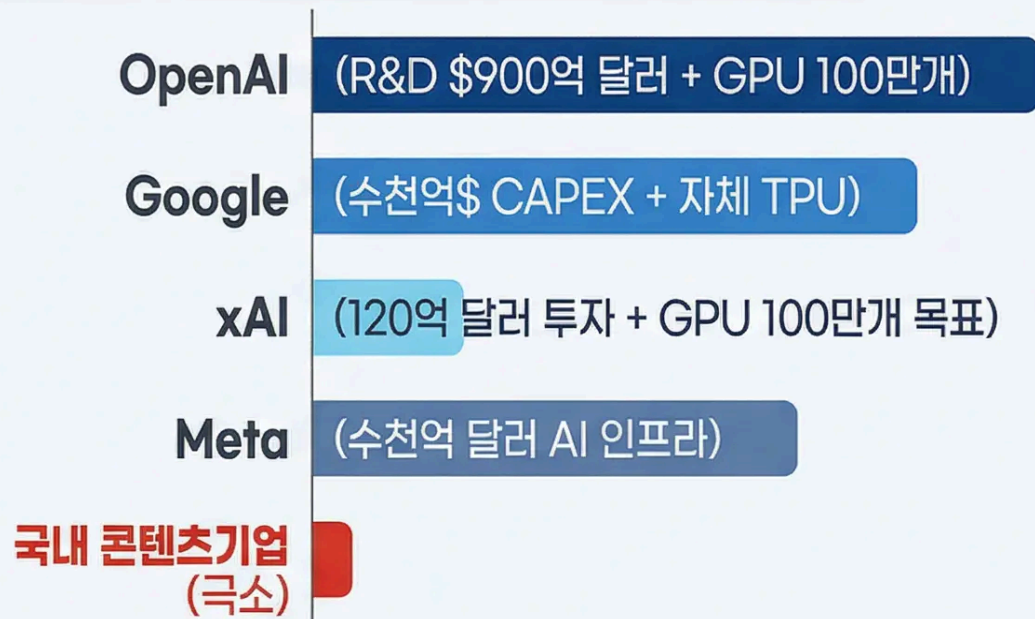 OpenAI (R&D $900억 달러 + GPU 100만개)
Google (수천억$ CAPEX + 자체 TPU)
xAI (120억 달러 투자 + GPU 100만개 목표)
Meta (수천억 달러 AI 인프라)
국내 콘텐츠기업
(극소)